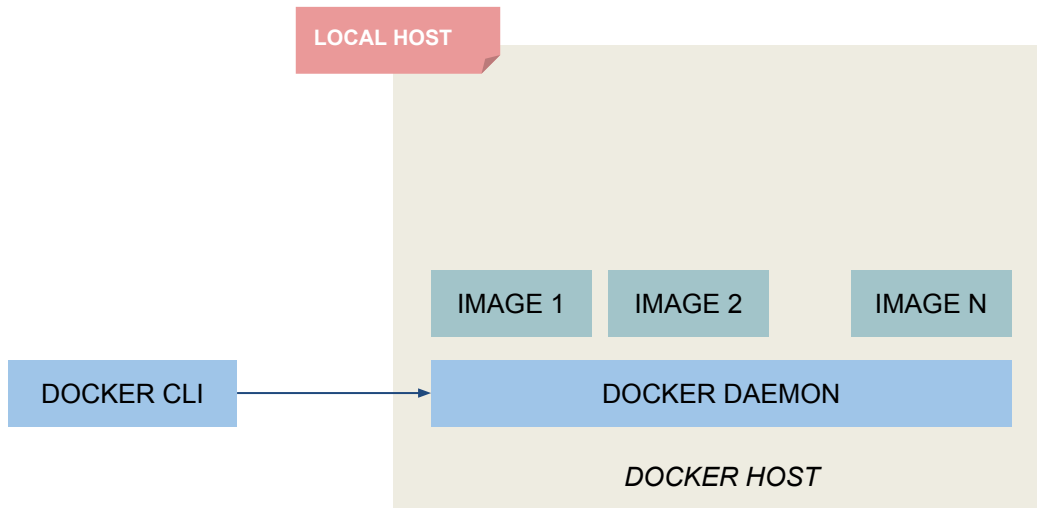 LOCAL HOST
IMAGE 1
IMAGE 2
IMAGE N
DOCKER CLI
DOCKER DAEMON
DOCKER HOST